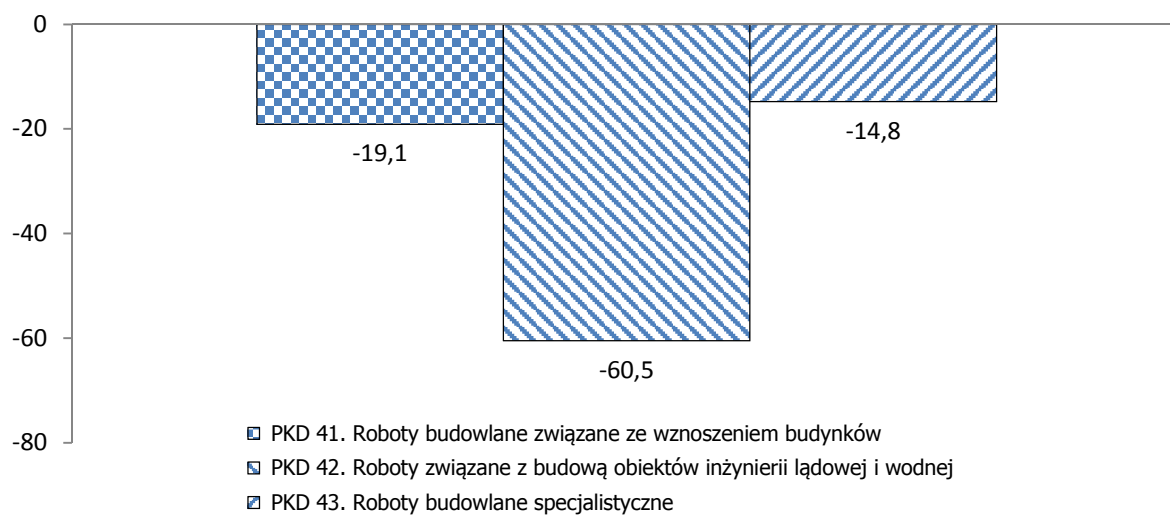 0
-20
-40
-60
-80
-19,1
-60,5
-14,8
PKD 41. Roboty budowlane związane ze wznoszeniem budynków
PKD 42. Roboty związane z budową obiektów inżynierii lądowej i wodnej
PKD 43. Roboty budowlane specjalistyczne